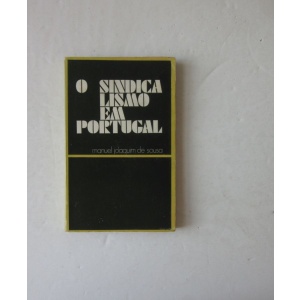 O SINDICA
LISMO
EM
PORTUGAL
manuel joaquim de sousa